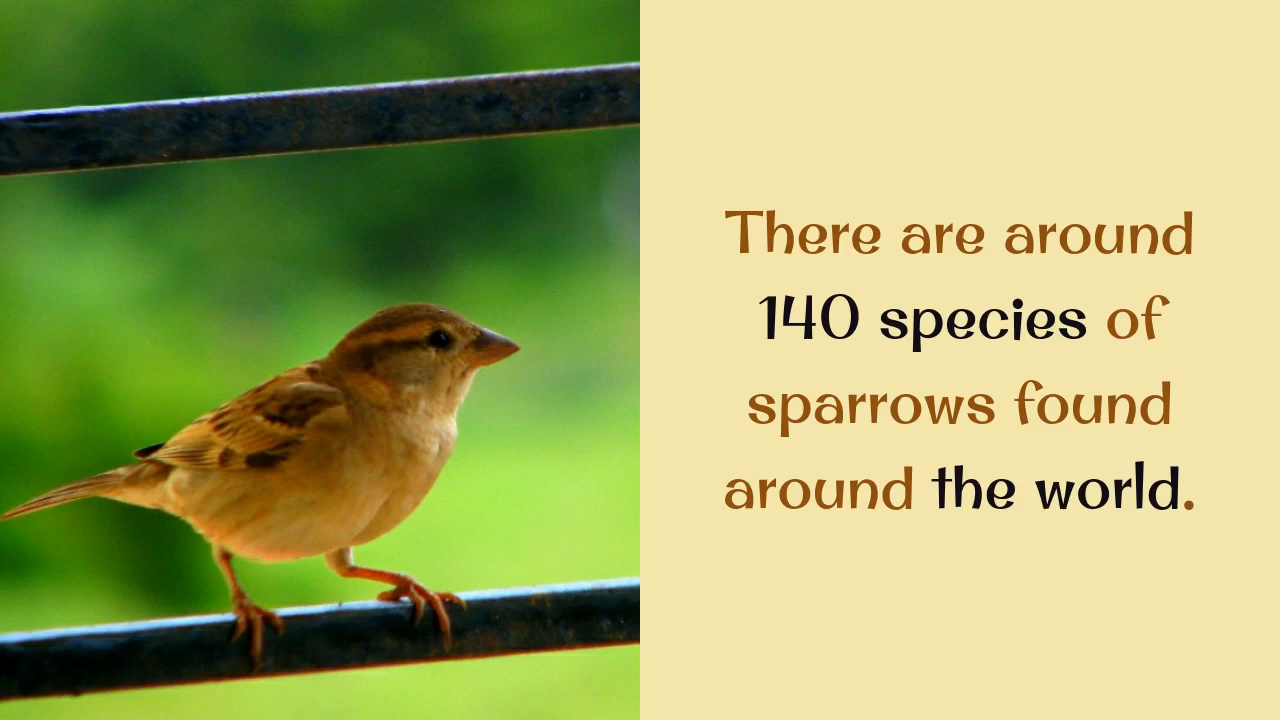 There are around
140 species of
sparrows found
around the world.